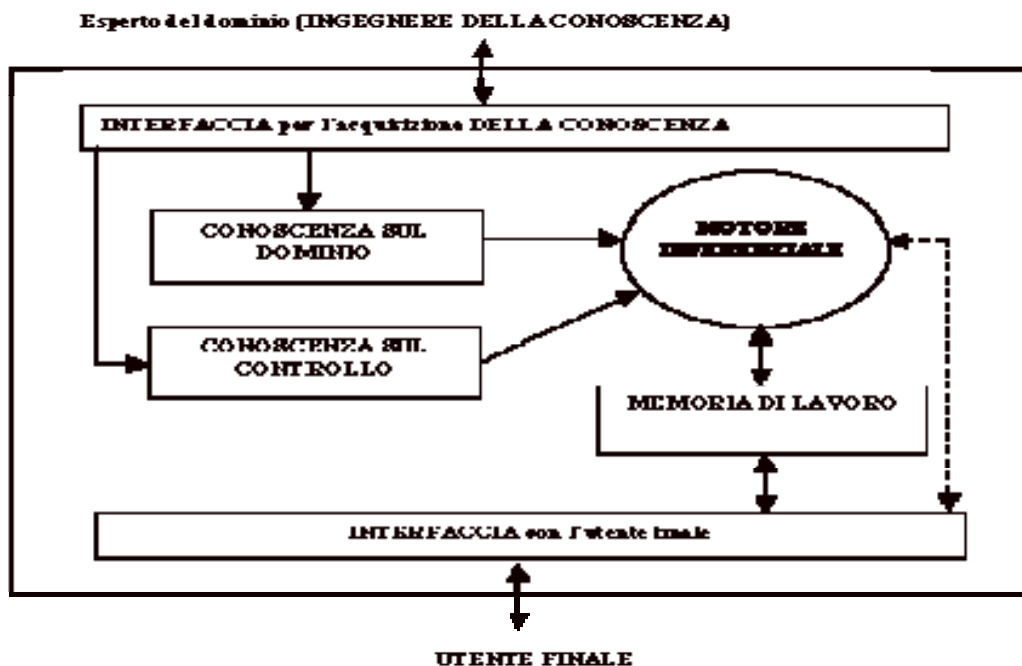 Esperto del dominio (INGEGNERE DELLA CONOSCENZA)
INTERFACCIA per l'acquizione DELLA CONOSCENZA
CONOSCENZA SUL
DOMINIO
MOTORE
INFERENZIALE
CONOSCENZA SUL
CONTROLLO
MEMORIA DI LAVORO
INTERFACCIA con l'utente finale
UTENTE FINALE